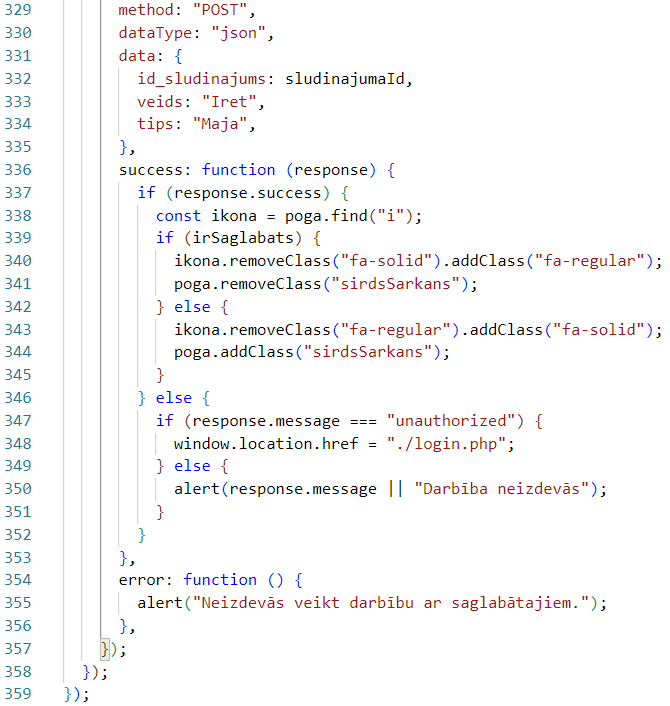 329 method: "POST",
330 dataType: "json",
331 data: {
332 id_sludinajums: sludinajumaId,
333 veids: "Iret",
334 tips: "Maja",
335 },
336 success: function (response) {
337 if (response.success) {
338 const ikona = poga.find("i");
339 if (irSaglabats) {
340 ikona.removeClass("fa-solid").addClass("fa-regular");
341 poga.removeClass("sirdsSarkans");
342 } else {
343 ikona.removeClass("fa-regular").addClass("fa-solid");
344 poga.addClass("sirdsSarkans");
345 }
346 } else {
347 if (response.message === "unauthorized") {
348 window.location.href = "./login.php";
349 } else {
350 alert(response.message || "Darbība neizdevās");
351 }
352 }
353 },
354 error: function () {
355 alert("Neizdevās veikt darbību ar saglabātajiem.");
356 },
357 });
358 });
359 });